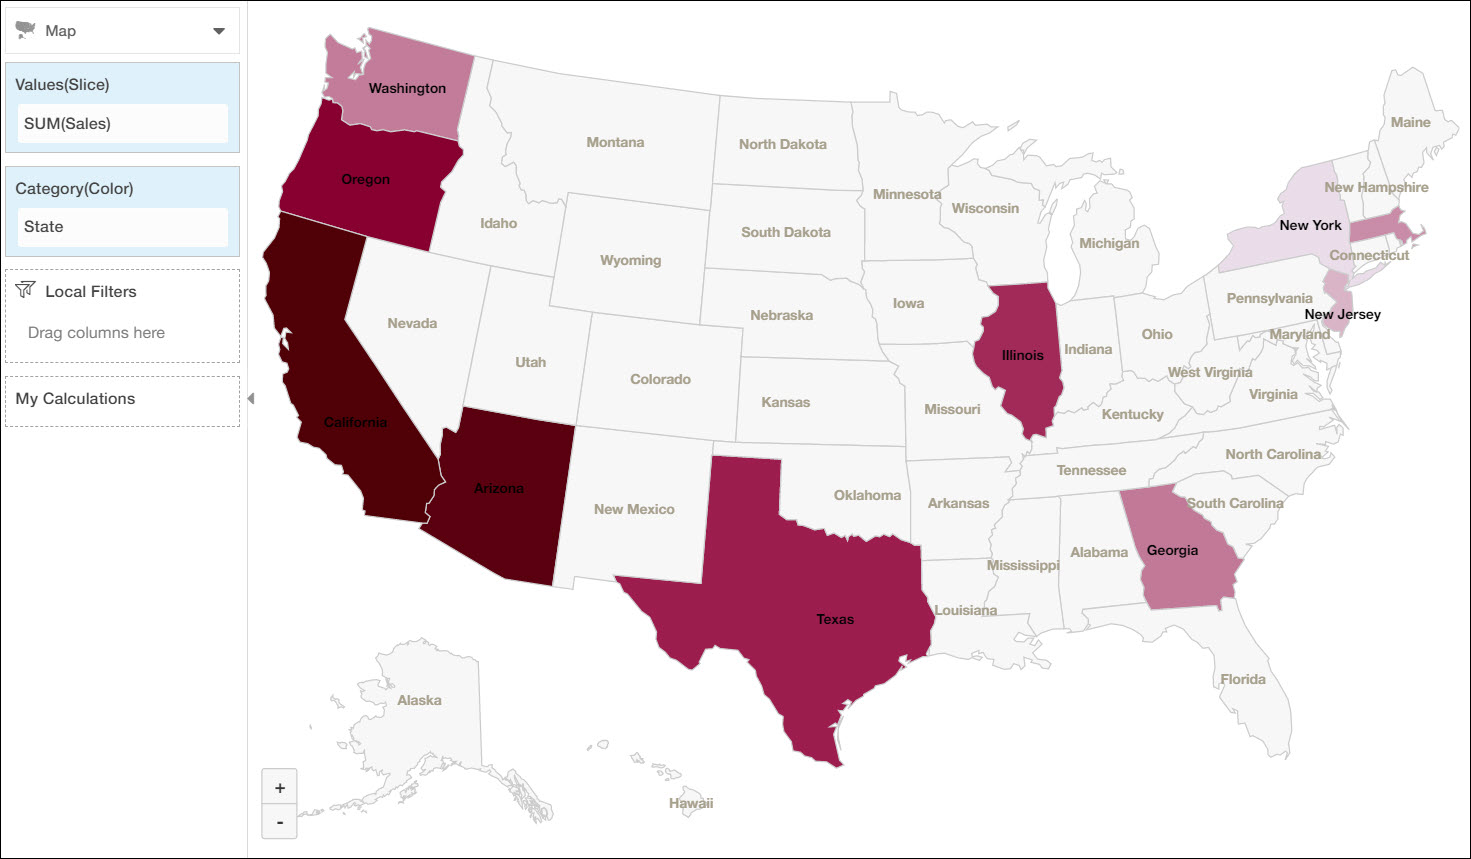 Map
Values(Slice)
SUM(Sales)
Category(Color)
State
Local Filters
Drag columns here
My Calculations
Washington
Montana
North Dakota
Maine
Oregon
Idaho
Minnesota
New Hampshire
Wisconsin
South Dakota
New York
Michigan
Connecticut
Wyoming
Pennsylvania
Iowa
Nebraska
New Jersey
Nevada
Ohio
Maryland
Indiana
Illinois
Utah
West Virginia
Colorado
Virginia
Kansas
Missouri
Kentucky
California
North Carolina
Tennessee
Arizona
Oklahoma
Arkansas
South Carolina
New Mexico
Georgia
Alabama
Mississippi
Louisiana
Texas
Florida
Alaska
Hawaii
+
-